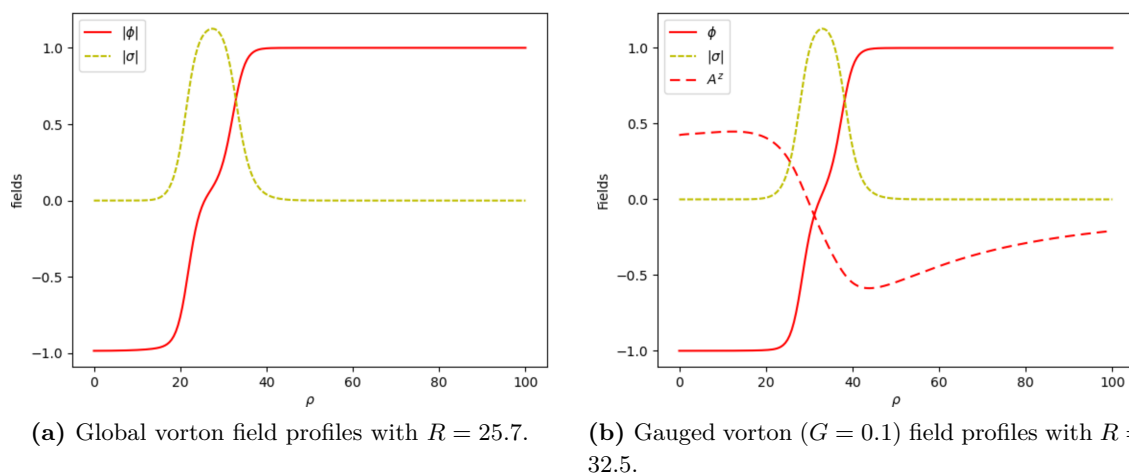 |ϕ|
|σ|
1.0
0.5
0.0
−0.5
−1.0
fields
0
20
40
60
80
100
ρ
(a) Global vorton field profiles with R = 25.7.
ϕ
|σ|
A^z
1.0
0.5
0.0
−0.5
−1.0
Fields
0
20
40
60
80
100
ρ
(b) Gauged vorton (G = 0.1) field profiles with R =
32.5.